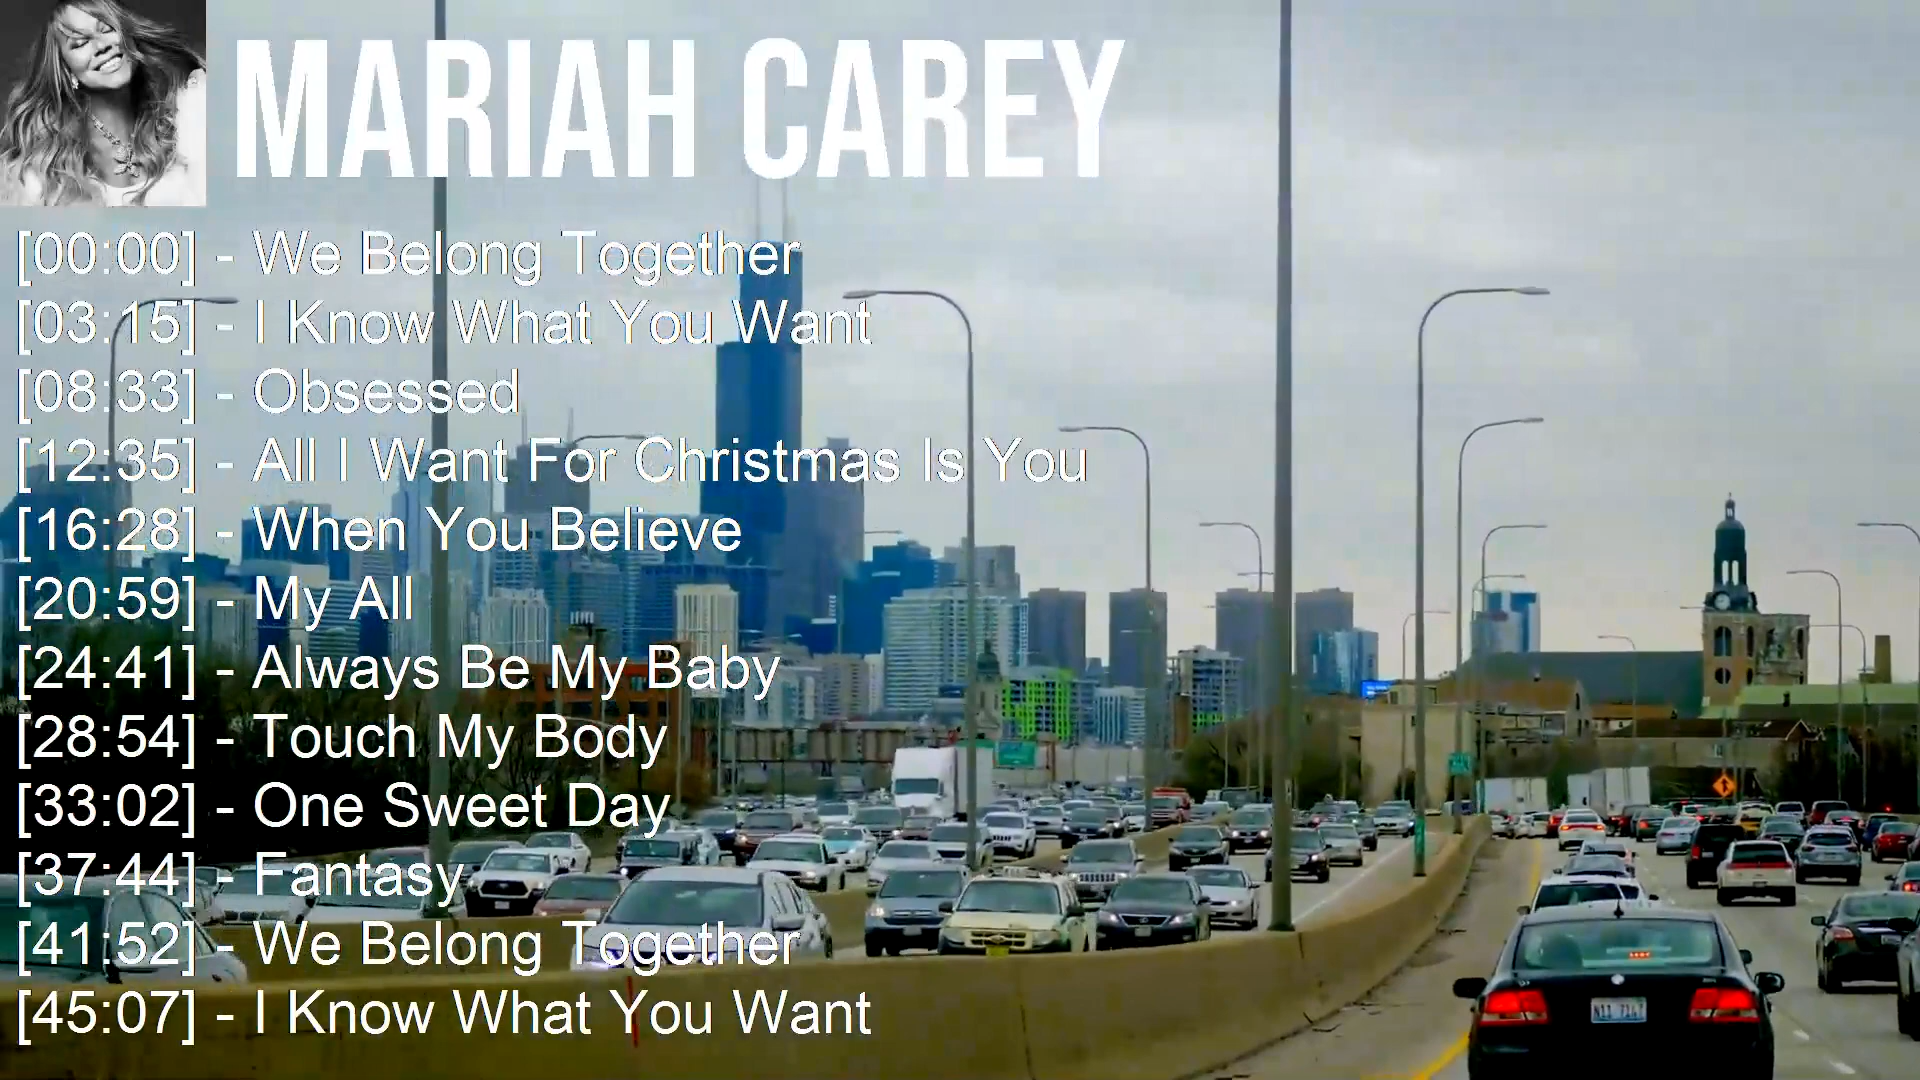 MARIAH CAREY
[00:00] - We Belong Together
[03:15] - I Know What You Want
[08:33] - Obsessed
[12:35] - All I Want For Christmas Is You
[16:28] - When You Believe
[20:59] - My All
[24:41] - Always Be My Baby
[28:54] - Touch My Body
[33:02] - One Sweet Day
[37:44] - Fantasy
[41:52] - We Belong Together
[45:07] - I Know What You Want